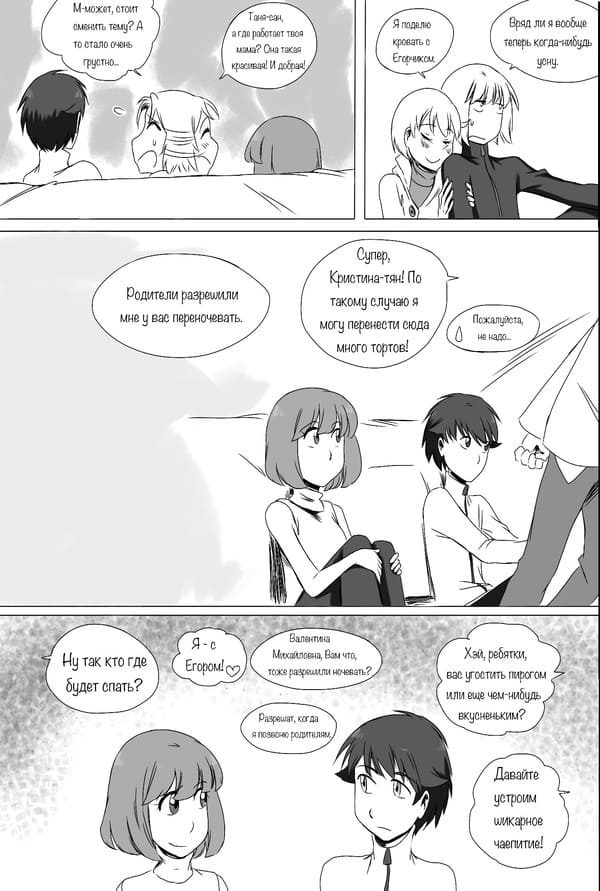 М-может, стоит
сменить тему? А
то стало очень
грустно...
Таня-сан,
а где работает твоя
мама? Она такая
красивая! И добрая!
Я поделю
кровать с
Егорчиком.
Вряд ли я вообще
теперь когда-нибудь
усну.
Родители разрешили
мне у вас переночевать.
Супер,
Кристина-тян! По
такому случаю я
могу перенести сюда
много тортов!
Пожалуйста,
не надо...
Ну так кто где
будет спать?
Я - с
Егором!
Валентина
Михайловна, Вам что,
тоже разрешили ночевать?
Разрешат, когда
я позвоню родителям.
Хэй, ребятки,
вас угостить пирогом
или еще чем-нибудь
вкусненьким?
Давайте
устроим
шикарное
чаепитие!